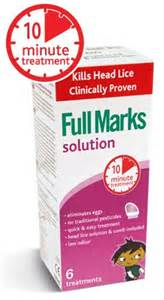 10
minute
treatment
Kills Head Lice
Clinically Proven
Full Marks
solution
10
minute
treatment
• eliminates eggs
• no traditional pesticides
• quick & easy treatment
• head lice solution & comb included
• low odour
6
treatments